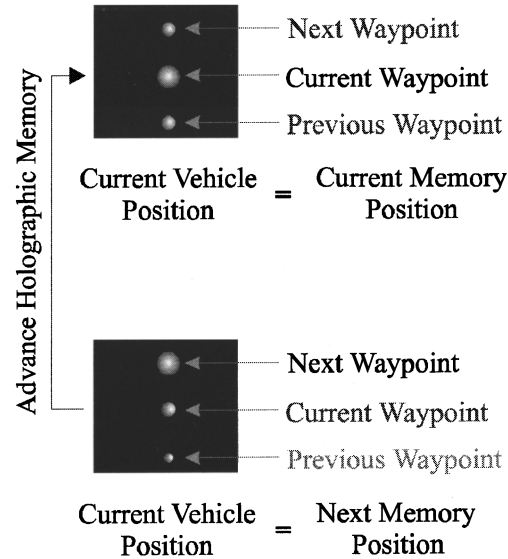 Next Waypoint
Current Waypoint
Previous Waypoint
Current Vehicle Position = Current Memory Position
Advance Holographic Memory
Next Waypoint
Current Waypoint
Previous Waypoint
Current Vehicle Position = Next Memory Position